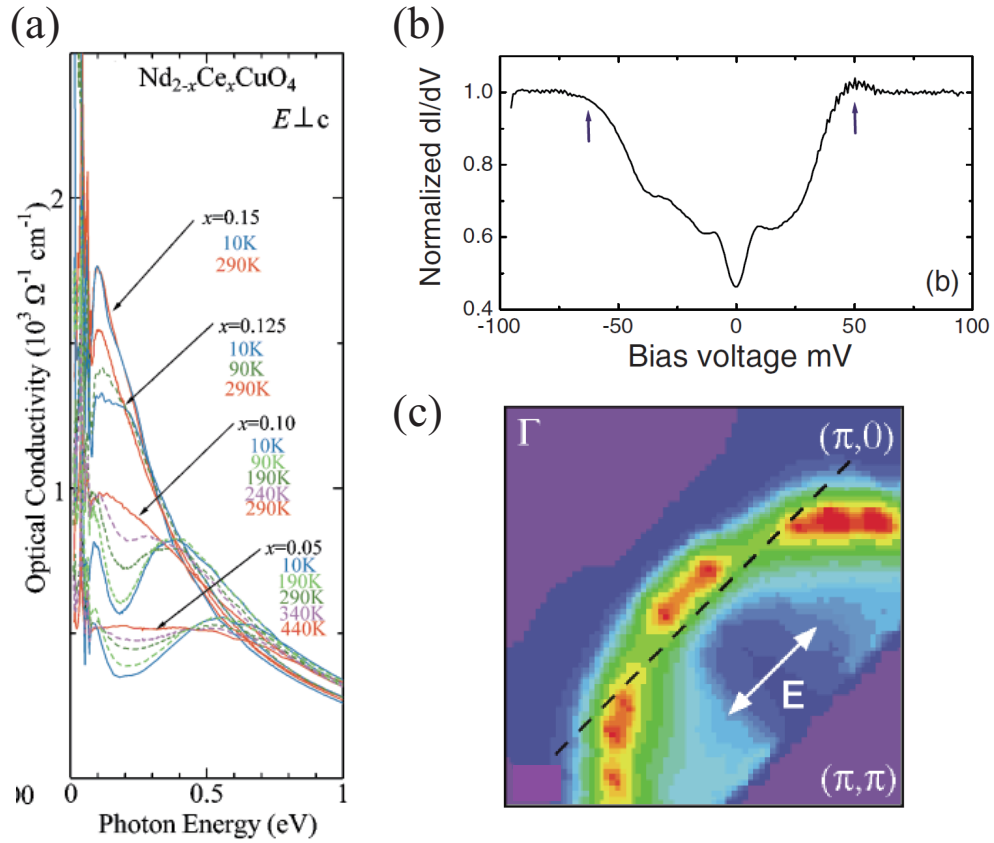 (a)
Nd2-xCexCuO4
E⊥c
2
x=0.15
10K
290K
x=0.125
10K
90K
290K
x=0.10
10K
90K
190K
240K
290K
1
x=0.05
10K
190K
290K
340K
440K
Optical Conductivity (10³ Ω⁻¹ cm⁻¹)
00
0 0.5 1
Photon Energy (eV)
(b)
1.0
0.8
0.6
0.4
Normalized dI/dV
(b)
-100 -50 0 50 100
Bias voltage mV
(c)
Γ
(π,0)
E
(π,π)